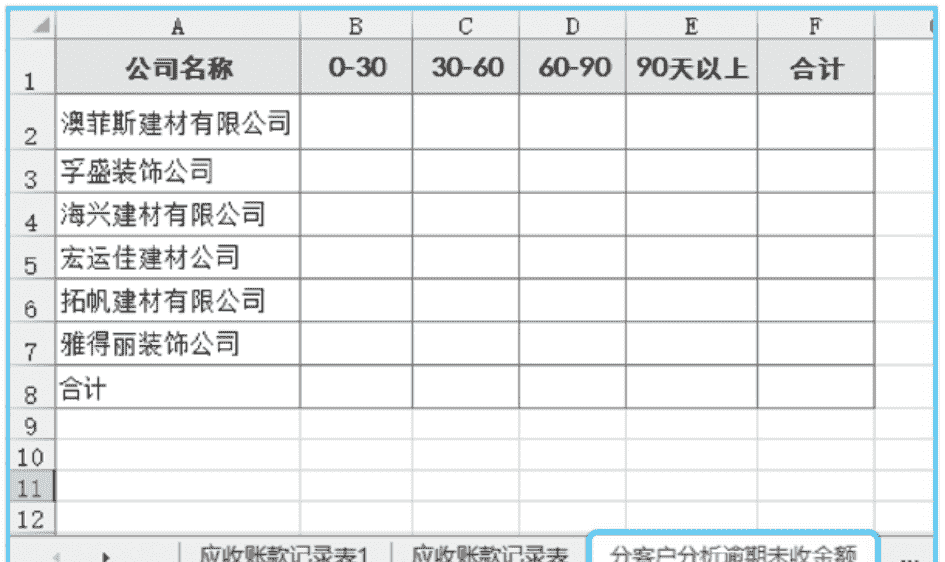 A B C D E F
1 公司名称 0-30 30-60 60-90 90天以上 合计
2 澳菲斯建材有限公司
3 孚盛装饰公司
4 海兴建材有限公司
5 宏运佳建材公司
6 拓帆建材有限公司
7 雅得丽装饰公司
8 合计
9
10
11
12
应收账款记录表1 应收账款记录表 分客户分析逾期未收金额 ...